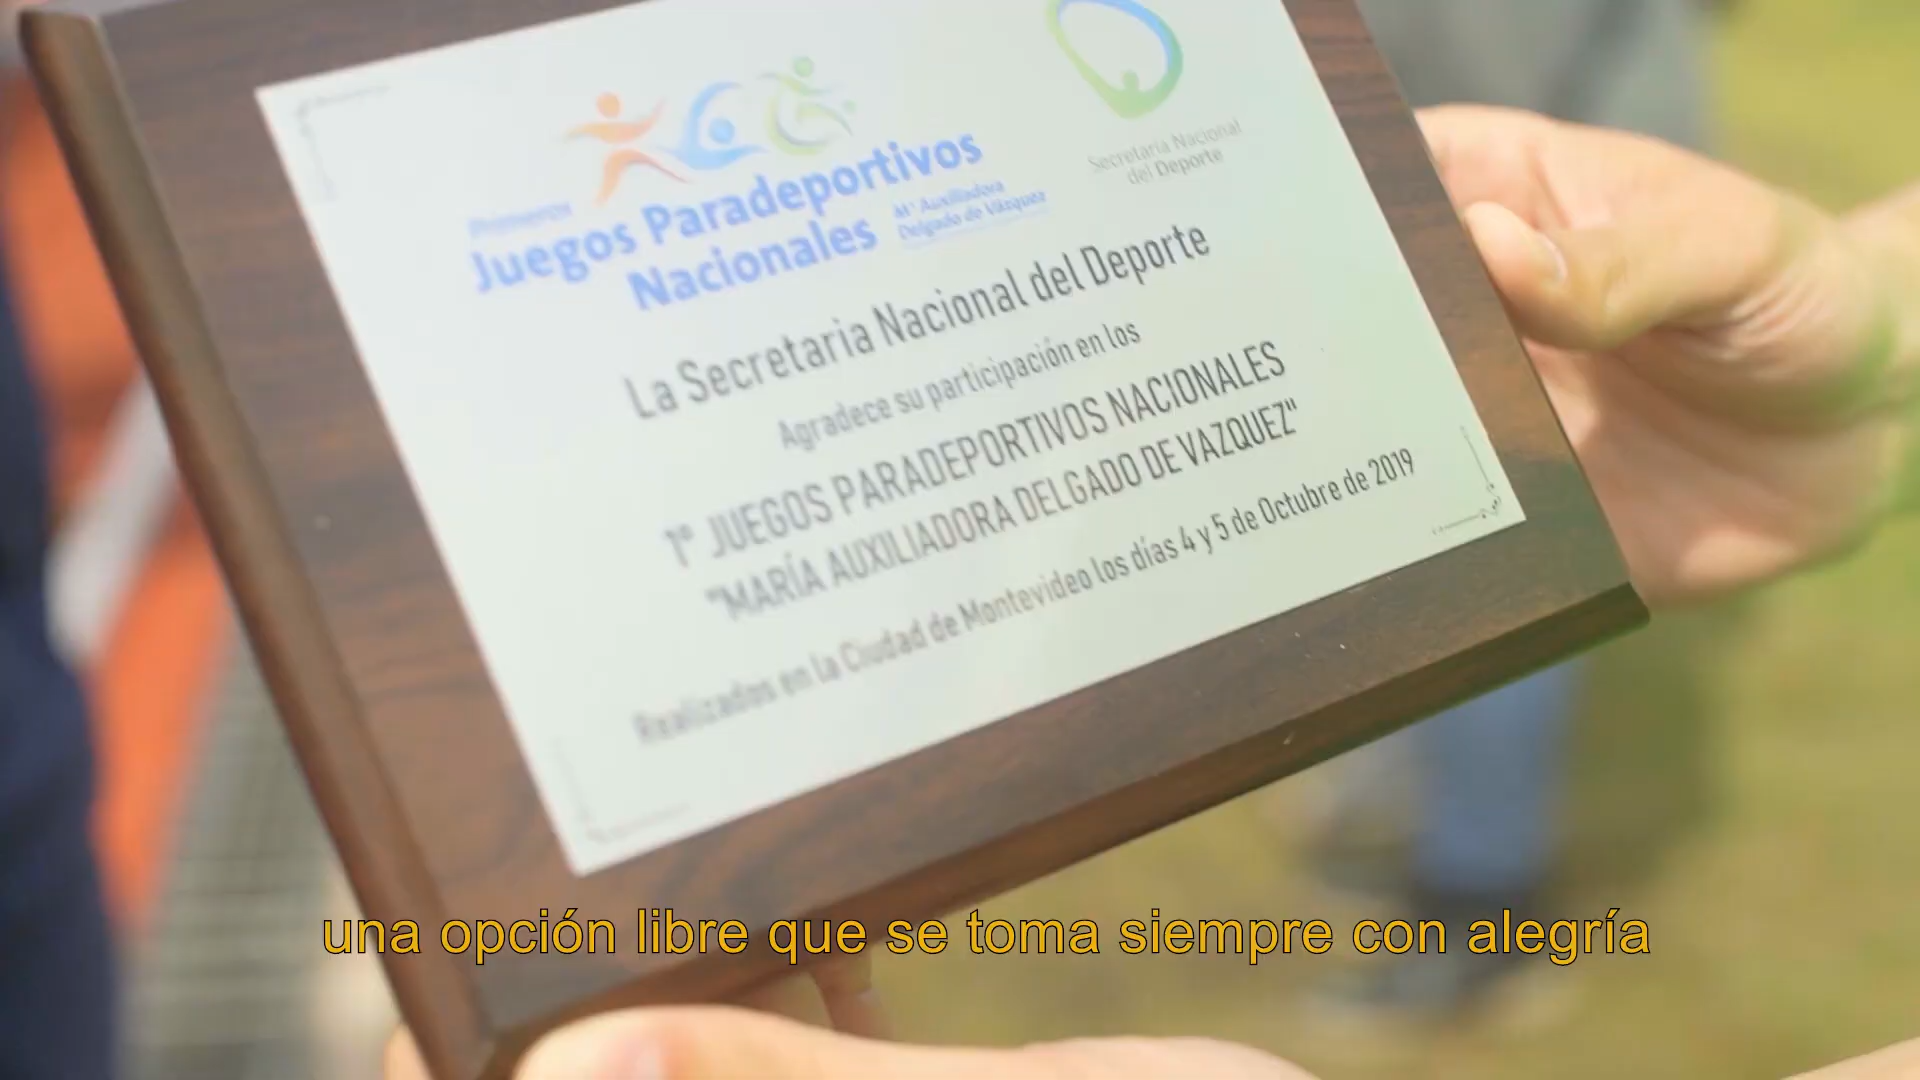 Primeros
Juegos Paradeportivos
Nacionales
Mª Auxiliadora
Delgado de Vázquez
Secretaría Nacional
del Deporte
La Secretaria Nacional del Deporte
Agradece su participación en los
1º JUEGOS PARADEPORTIVOS NACIONALES
"MARÍA AUXILIADORA DELGADO DE VAZQUEZ"
Realizados en la Ciudad de Montevideo los días 4 y 5 de Octubre de 2019
una opción libre que se toma siempre con alegría